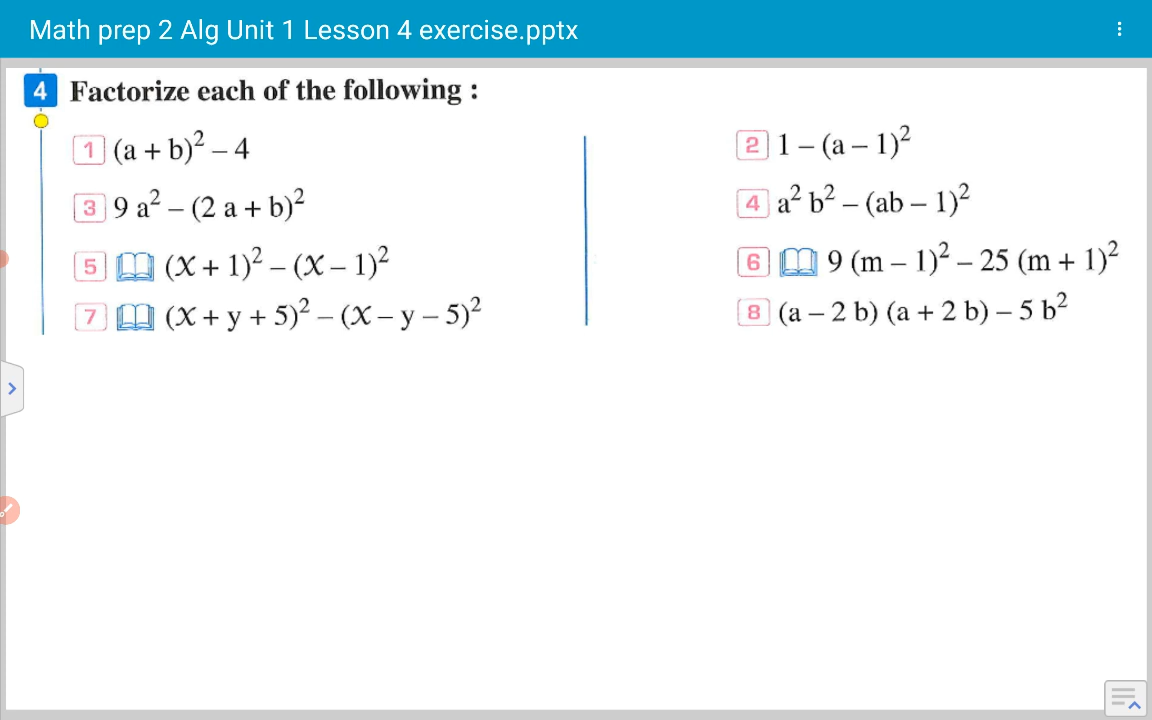 Math prep 2 Alg Unit 1 Lesson 4 exercise.pptx
4 Factorize each of the following :
1 (a + b)² – 4
2 1 – (a – 1)²
3 9 a² – (2 a + b)²
4 a² b² – (ab – 1)²
5 (X + 1)² – (X – 1)²
6 9 (m – 1)² – 25 (m + 1)²
7 (X + y + 5)² – (X – y – 5)²
8 (a – 2 b) (a + 2 b) – 5 b²